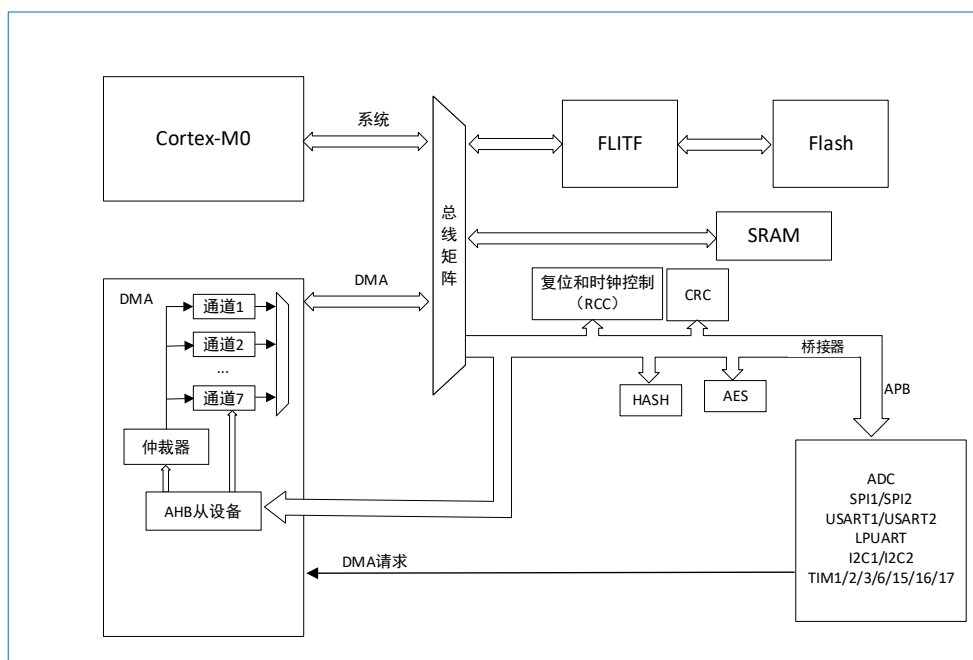 Cortex-M0
系统
FLITF
Flash
总线矩阵
SRAM
DMA
DMA
通道1
通道2
...
通道7
复位和时钟控制
（RCC）
CRC
桥接器
HASH
AES
APB
仲裁器
AHB从设备
ADC
SPI1/SPI2
USART1/USART2
LPUART
I2C1/I2C2
TIM1/2/3/6/15/16/17
DMA请求